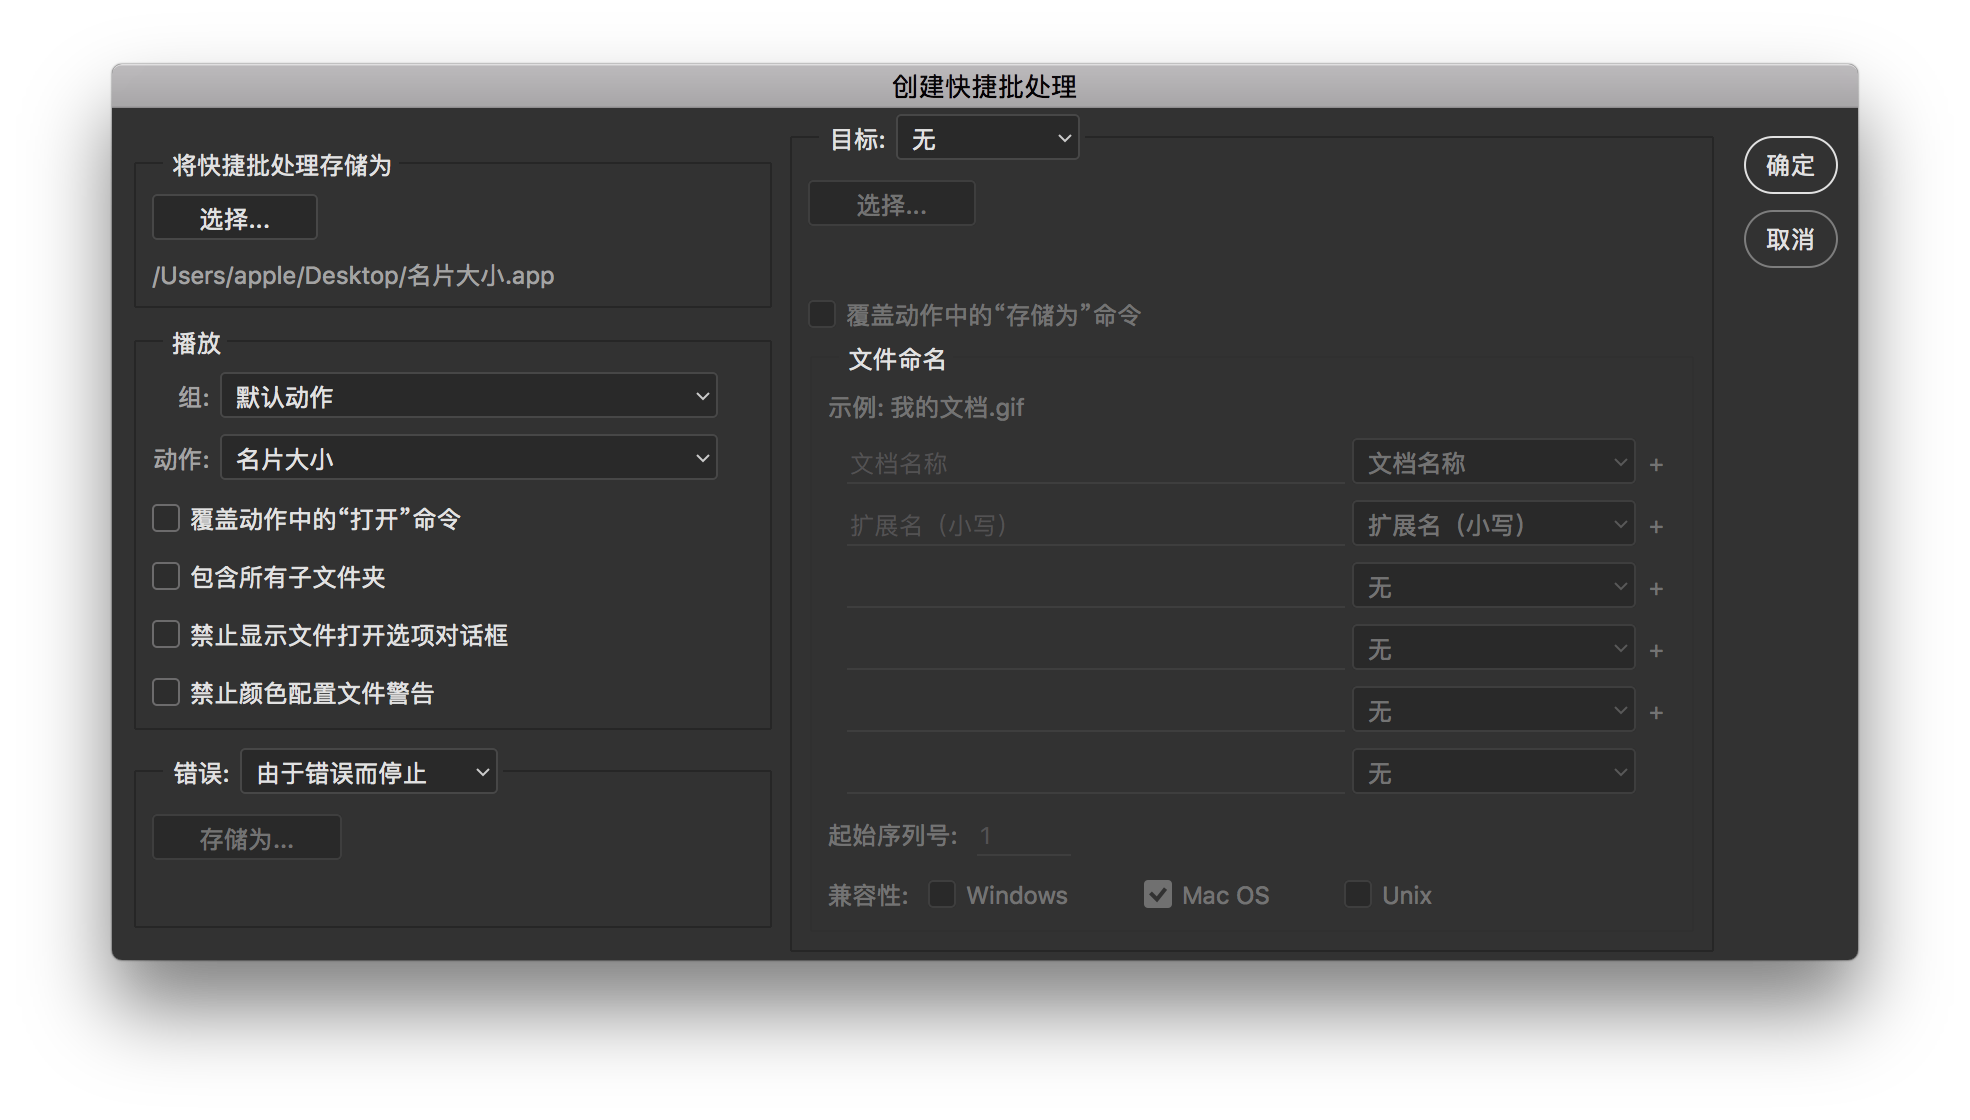 创建快捷批处理
将快捷批处理存储为
选择...
/Users/apple/Desktop/名片大小.app
播放
组: 默认动作
动作: 名片大小
覆盖动作中的“打开”命令
包含所有子文件夹
禁止显示文件打开选项对话框
禁止颜色配置文件警告
错误: 由于错误而停止
存储为...
目标: 无
选择...
覆盖动作中的“存储为”命令
文件命名
示例: 我的文档.gif
文档名称 文档名称 +
扩展名（小写） 扩展名（小写） +
无 +
无 +
无 +
无
起始序列号: 1
兼容性: Windows Mac OS Unix
确定
取消